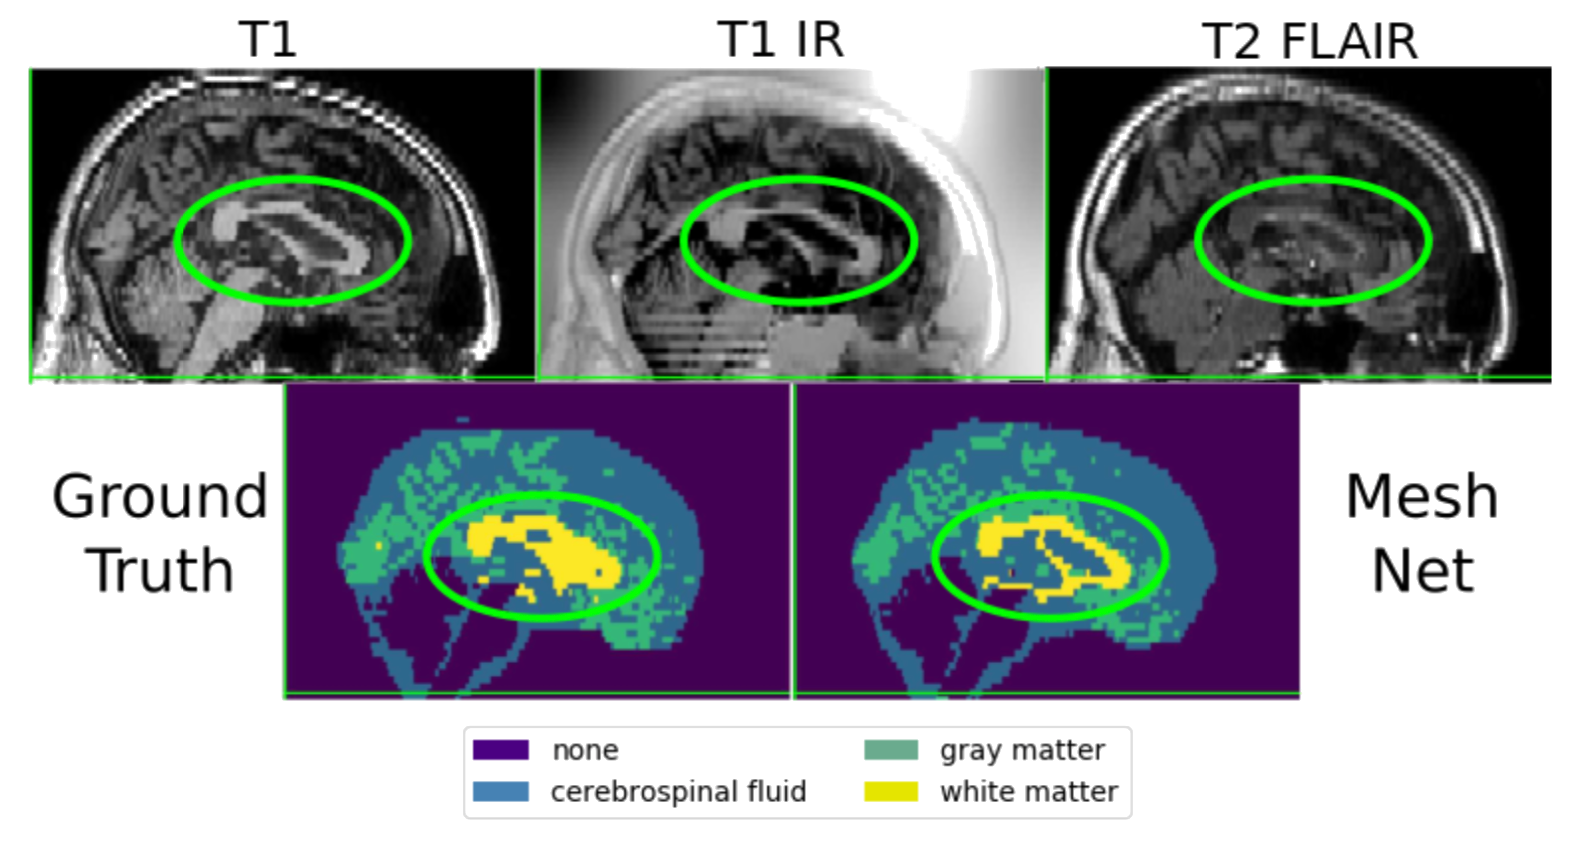 T1
T1 IR
T2 FLAIR
Ground
Truth
Mesh
Net
none
gray matter
cerebrospinal fluid
white matter